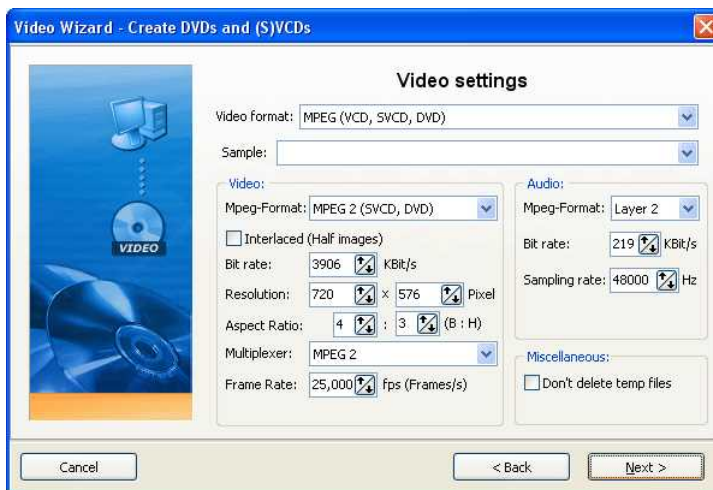 Video Wizard - Create DVDs and (S)VCDs
Video settings
Video format: MPEG (VCD, SVCD, DVD)
Sample:
Video:
Mpeg-Format: MPEG 2 (SVCD, DVD)
Interlaced (Half images)
Bit rate: 3906 KBit/s
Resolution: 720 x 576 Pixel
Aspect Ratio: 4 : 3 (B : H)
Multiplexer: MPEG 2
Frame Rate: 25,000 fps (Frames/s)
Audio:
Mpeg-Format: Layer 2
Bit rate: 219 KBit/s
Sampling rate: 48000 Hz
Miscellaneous:
Don't delete temp files
VIDEO
Cancel
< Back
Next >